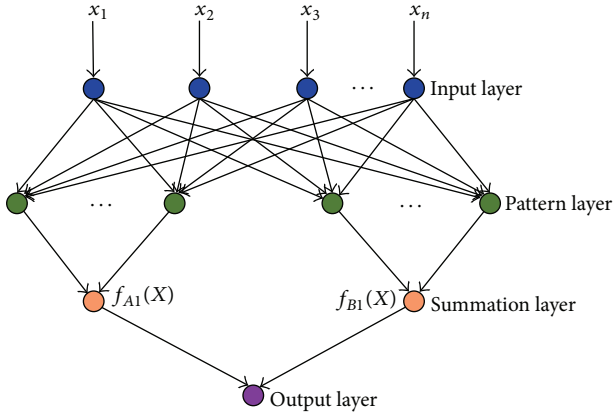 x1 x2 x3 xn
... Input layer
... ... Pattern layer
fA1(X) fB1(X) Summation layer
Output layer